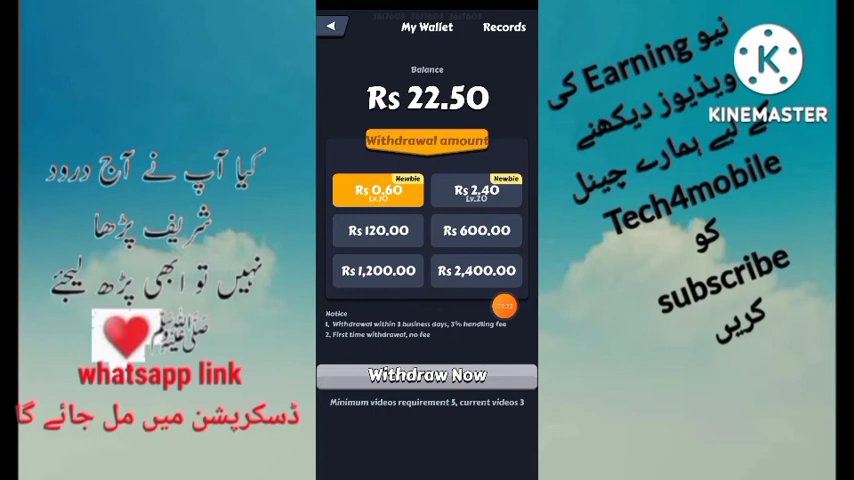 کیا آپ نے آج درود
شریف پڑھا
نہیں تو ابھی پڑھ لیجئے
ﷺ
whatsapp link
ڈسکرپشن میں مل جائے گا
My Wallet
Records
Balance
Rs 22.50
Withdrawal amount
Newbie
Rs 0.60
Lv.10
Newbie
Rs 2.40
Lv.20
Rs 120.00
Rs 600.00
Rs 1,200.00
Rs 2,400.00
Notice
1, Withdrawal within 3 business days, 3% handling fee
2, First time withdrawal, no fee
Withdraw Now
Minimum videos requirement 5, current videos 3
نیو Earning کی
ویڈیوز دیکھنے
کے لیے ہمارے چینل
Tech4mobile
کو
subscribe
کریں
K
KINEMASTER